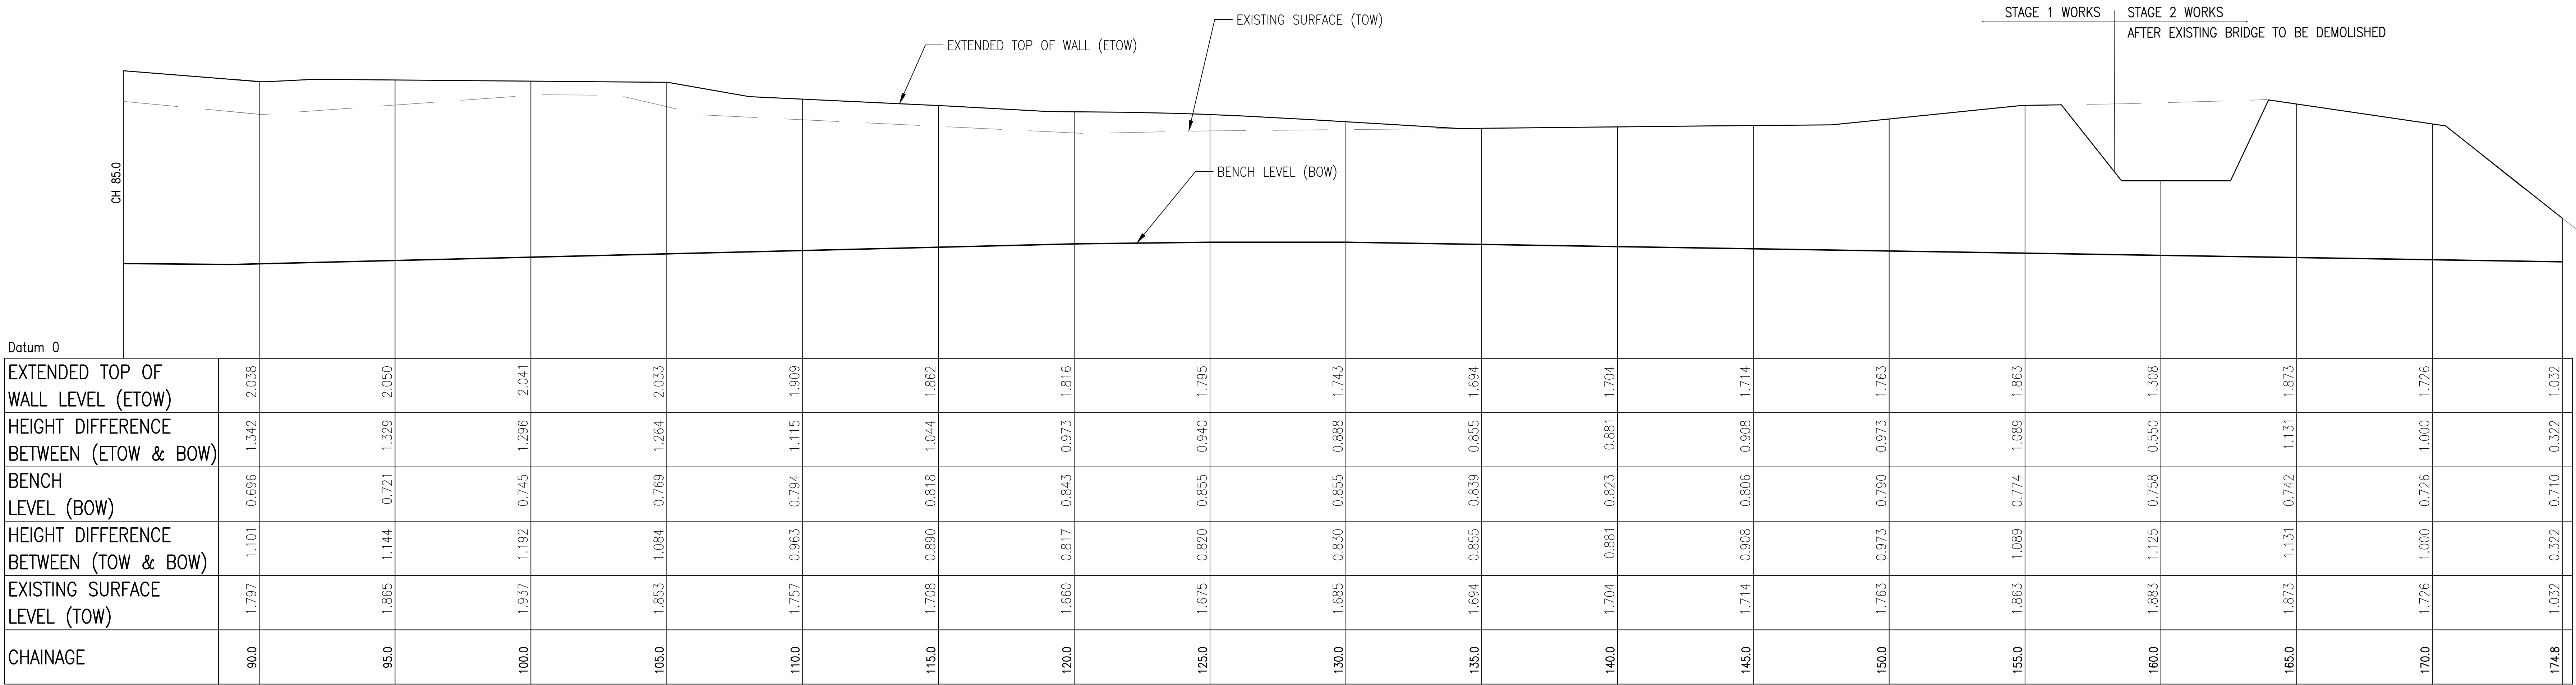 STAGE 1 WORKS
STAGE 2 WORKS
AFTER EXISTING BRIDGE TO BE DEMOLISHED
EXISTING SURFACE (TOW)
EXTENDED TOP OF WALL (ETOW)
BENCH LEVEL (BOW)
CH 85.0
Datum 0
EXTENDED TOP OF
WALL LEVEL (ETOW)
2.038 2.050 2.041 2.033 1.909 1.862 1.816 1.795 1.743 1.694 1.704 1.714 1.763 1.863 1.308 1.873 1.726 1.032
HEIGHT DIFFERENCE
BETWEEN (ETOW & BOW)
1.342 1.329 1.296 1.264 1.115 1.044 0.973 0.940 0.888 0.855 0.881 0.908 0.973 1.089 0.550 1.131 1.000 0.322
BENCH
LEVEL (BOW)
0.696 0.721 0.745 0.769 0.794 0.818 0.843 0.855 0.855 0.839 0.823 0.806 0.790 0.774 0.758 0.742 0.726 0.710
HEIGHT DIFFERENCE
BETWEEN (TOW & BOW)
1.101 1.144 1.192 1.084 0.963 0.890 0.817 0.820 0.830 0.855 0.881 0.908 0.973 1.089 1.125 1.131 1.000 0.322
EXISTING SURFACE
LEVEL (TOW)
1.797 1.865 1.937 1.853 1.757 1.708 1.660 1.675 1.685 1.694 1.704 1.714 1.763 1.863 1.883 1.873 1.726 1.032
CHAINAGE
90.0 95.0 100.0 105.0 110.0 115.0 120.0 125.0 130.0 135.0 140.0 145.0 150.0 155.0 160.0 165.0 170.0 174.8